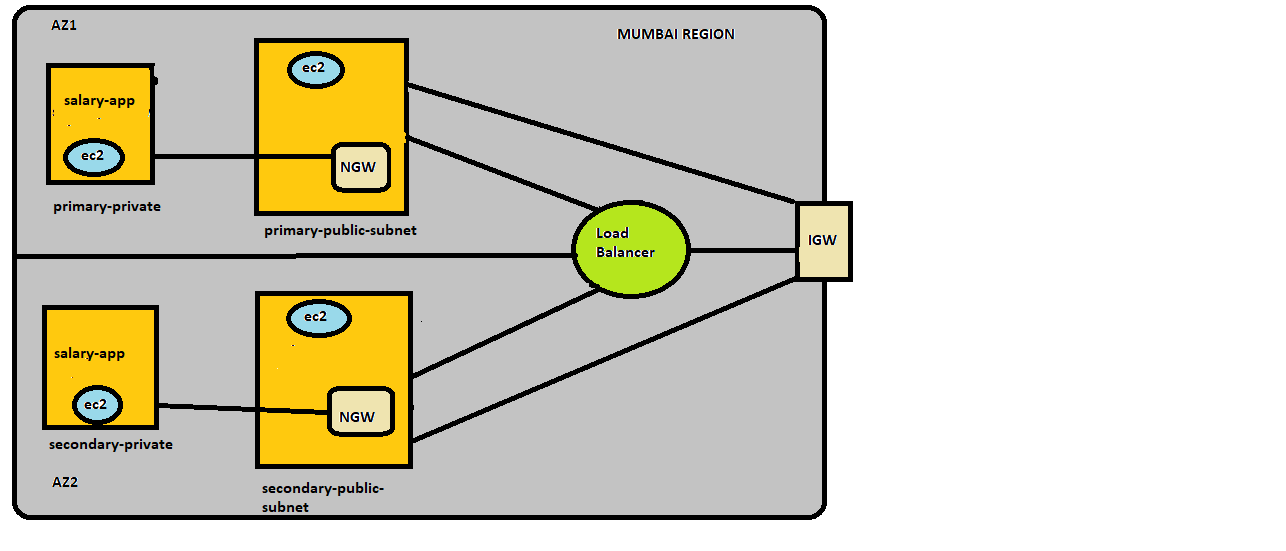 AZ1
MUMBAI REGION
ec2
salary-app
ec2
NGW
primary-private
primary-public-subnet
Load
Balancer
IGW
ec2
salary-app
ec2
NGW
secondary-private
AZ2
secondary-public-
subnet